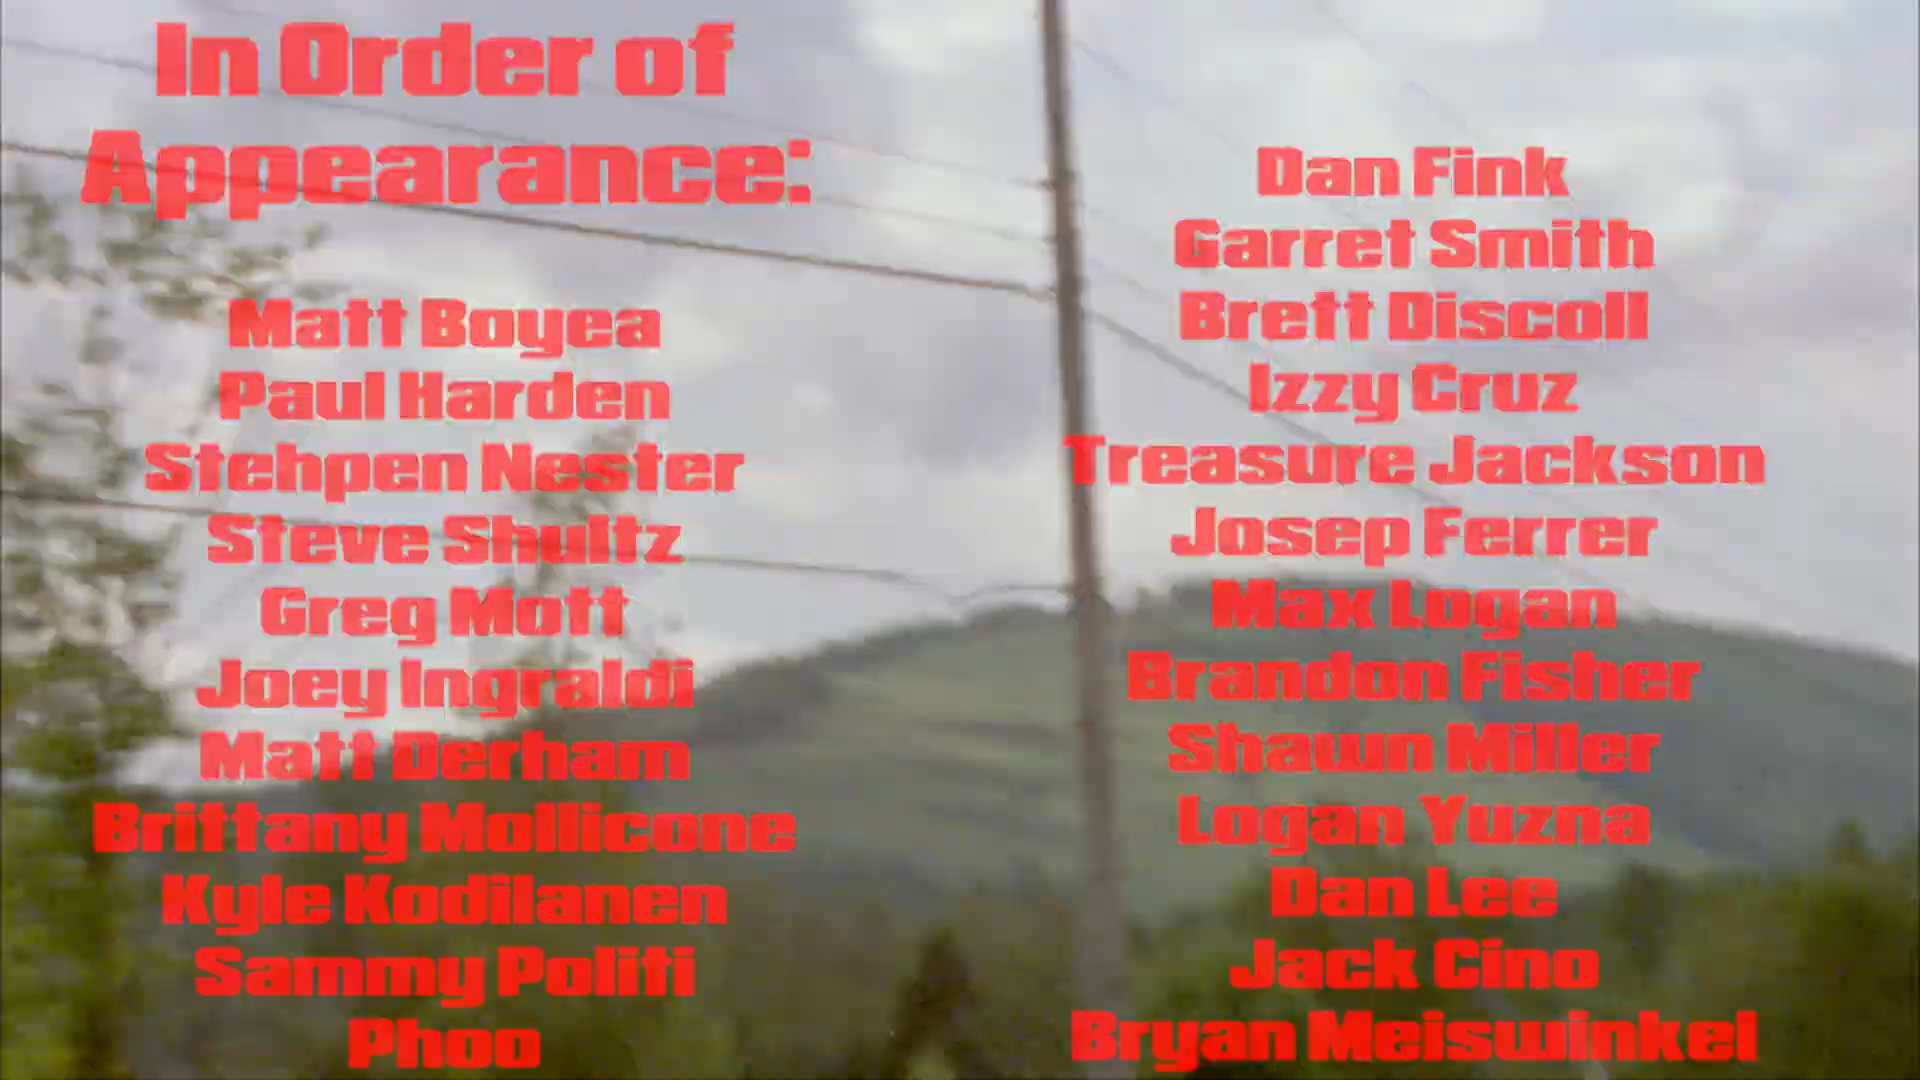 In Order of
Appearance:
Matt Boyea
Paul Harden
Stehpen Nester
Steve Shultz
Greg Mott
Joey Ingraldi
Matt Derham
Brittany Mollicone
Kyle Kodilanen
Sammy Politi
Phoo
Dan Fink
Garret Smith
Brett Discoll
Izzy Cruz
Treasure Jackson
Josep Ferrer
Max Logan
Brandon Fisher
Shawn Miller
Logan Yuzna
Dan Lee
Jack Cino
Bryan Meiswinkel